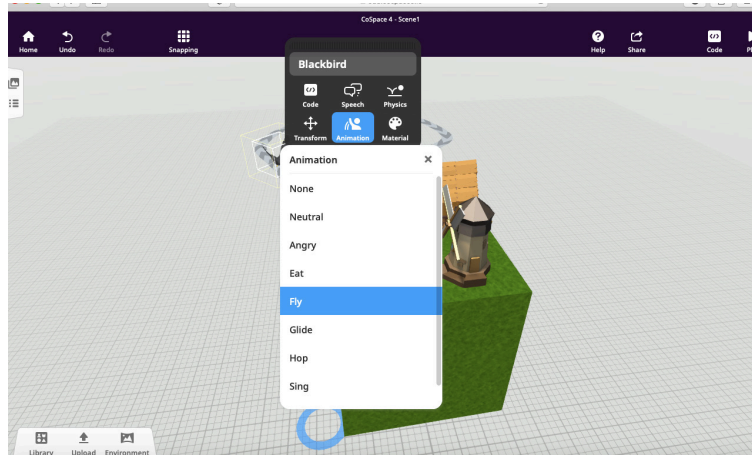 CoSpace 4 - Scene1
Home Undo Redo Snapping Help Share Code
Blackbird
Code Speech Physics
Transform Animation Material
Animation
None
Neutral
Angry
Eat
Fly
Glide
Hop
Sing
Library Upload Environment